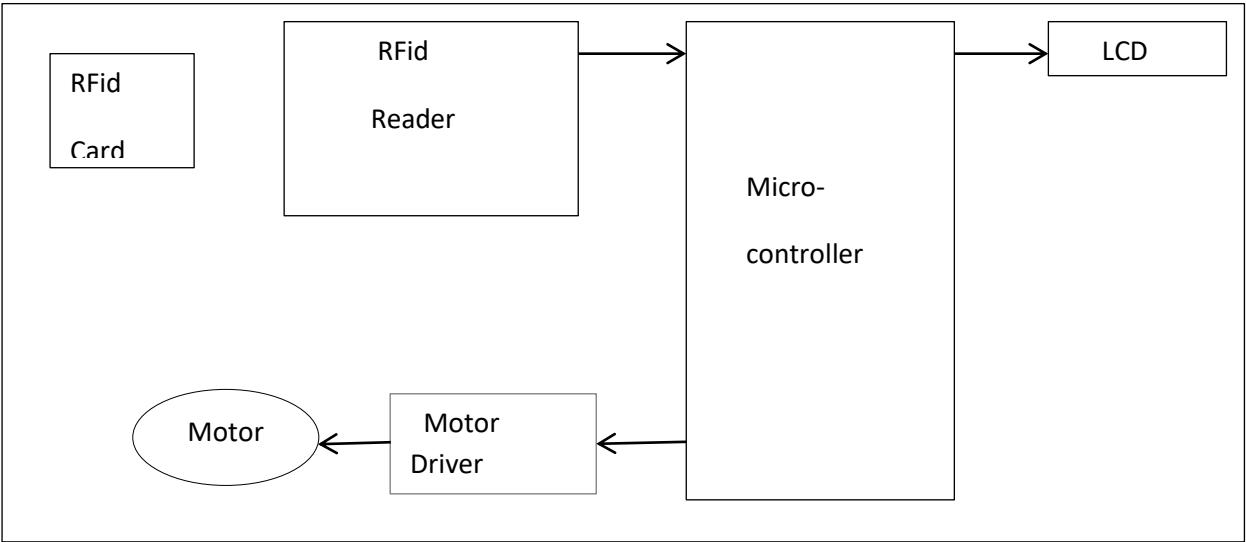 RFid
Card
RFid
Reader
Micro-
controller
LCD
Motor
Motor
Driver